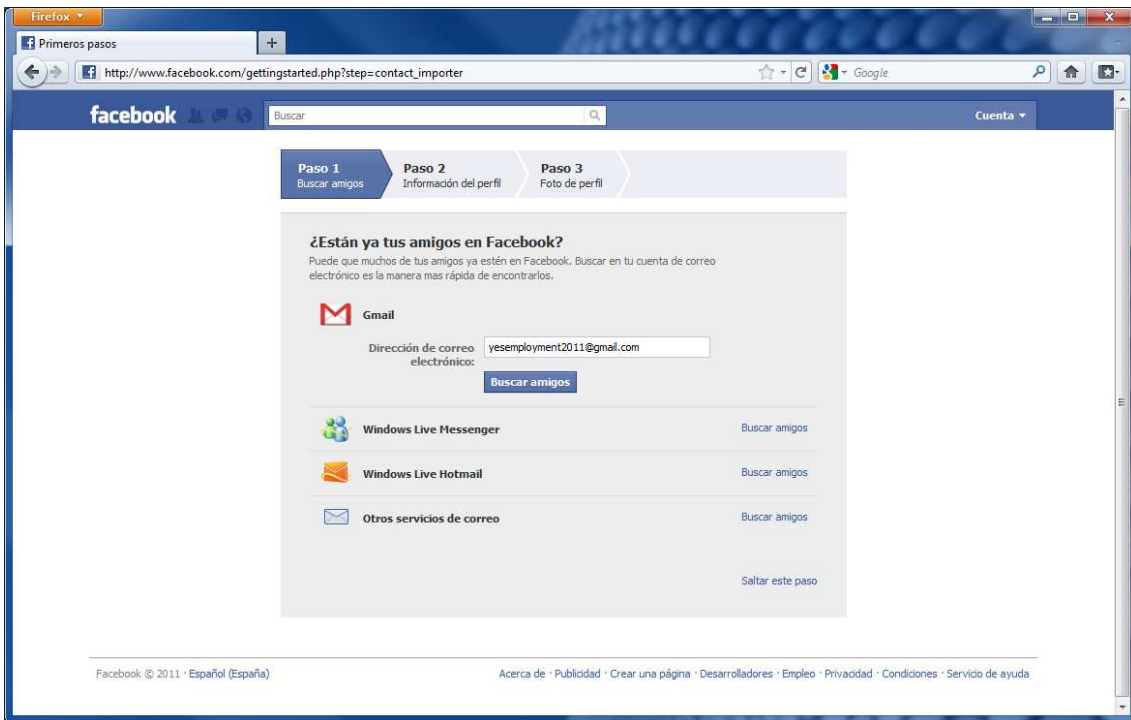 Firefox
Primeros pasos
http://www.facebook.com/gettingstarted.php?step=contact_importer
Google
facebook
Buscar
Cuenta
Paso 1
Buscar amigos
Paso 2
Información del perfil
Paso 3
Foto de perfil
¿Están ya tus amigos en Facebook?
Puede que muchos de tus amigos ya estén en Facebook. Buscar en tu cuenta de correo
electrónico es la manera mas rápida de encontrarlos.
Gmail
Dirección de correo
electrónico:
yesemployment2011@gmail.com
Buscar amigos
Windows Live Messenger
Buscar amigos
Windows Live Hotmail
Buscar amigos
Otros servicios de correo
Buscar amigos
Saltar este paso
Facebook © 2011 · Español (España)
Acerca de · Publicidad · Crear una página · Desarrolladores · Empleo · Privacidad · Condiciones · Servicio de ayuda